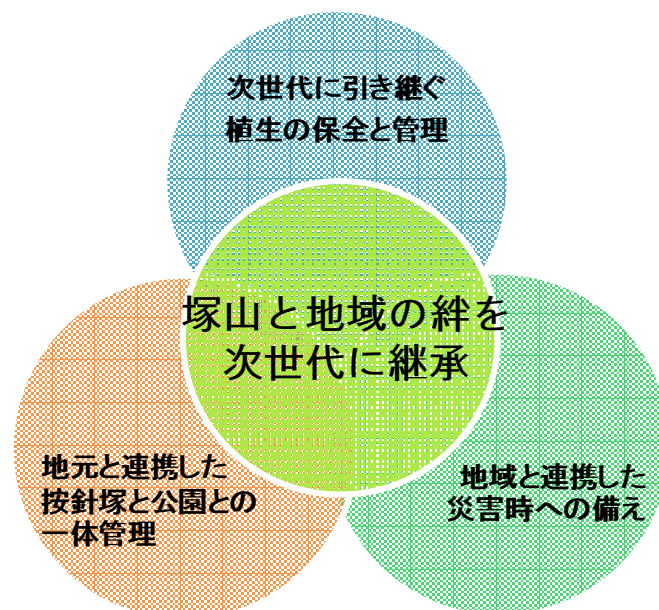 次世代に引き継ぐ
植生の保全と管理
塚山と地域の絆を
次世代に継承
地元と連携した
按針塚と公園との
一体管理
地域と連携した
災害時への備え